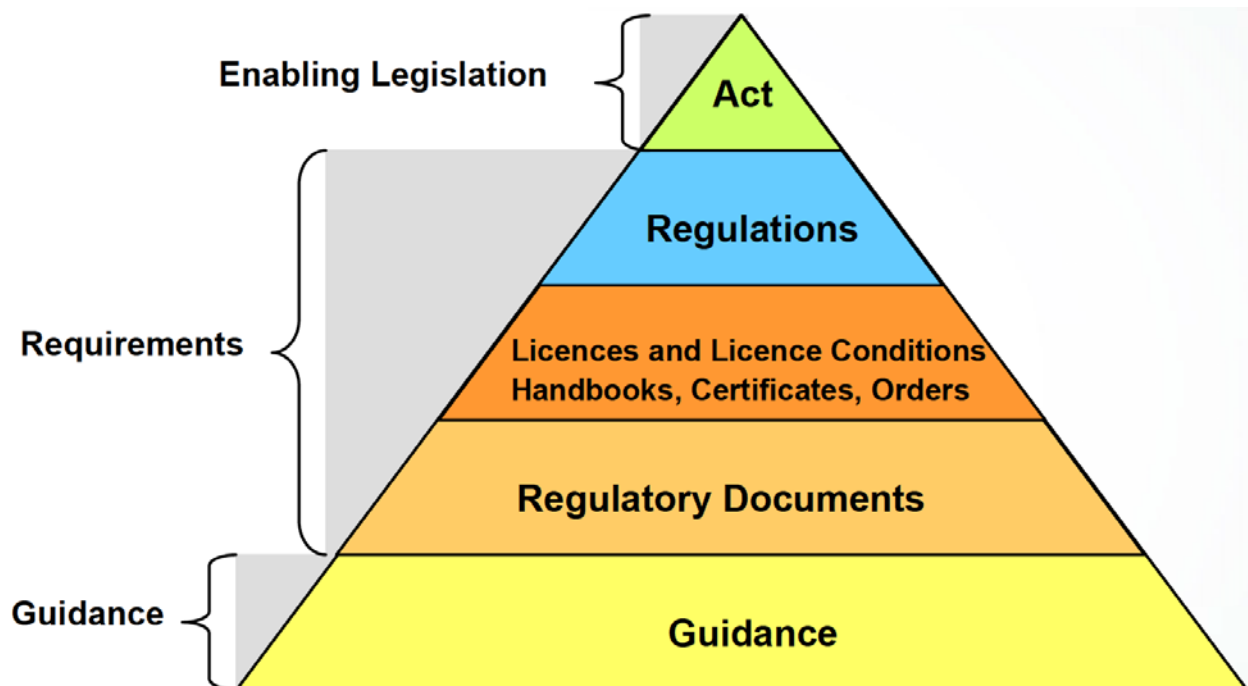 Enabling Legislation
Act
Regulations
Requirements
Licences and Licence Conditions
Handbooks, Certificates, Orders
Regulatory Documents
Guidance
Guidance